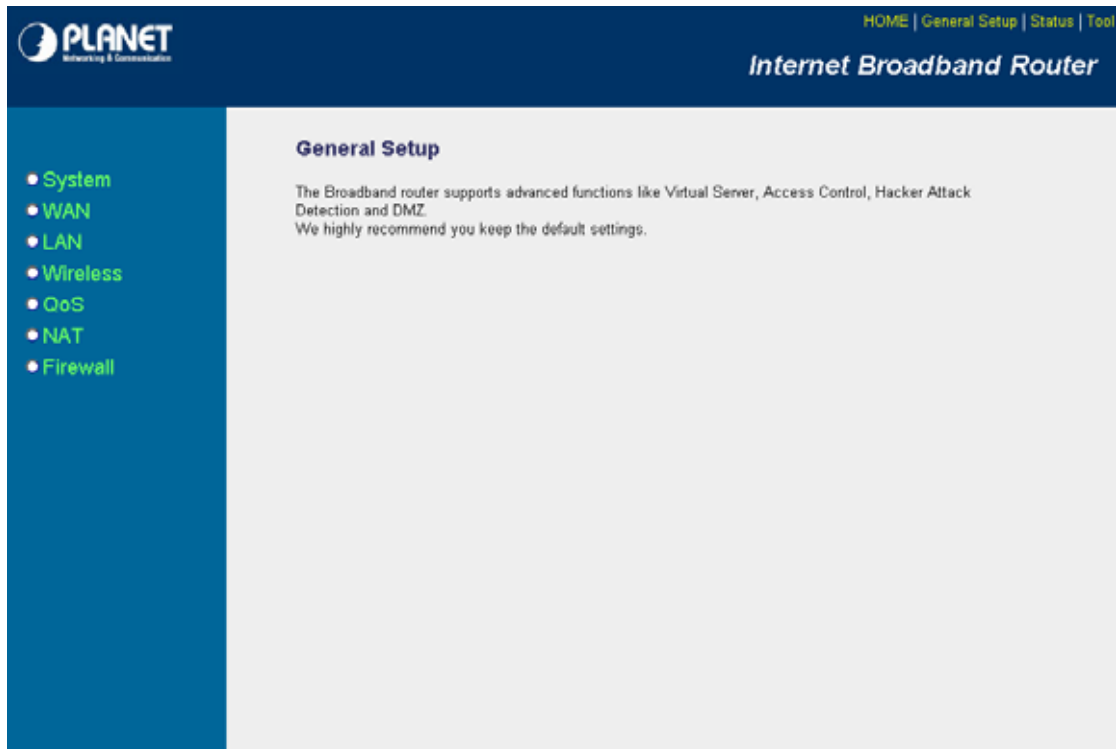 PLANET
Networking & Communication
HOME | General Setup | Status | Tool
Internet Broadband Router
System
WAN
LAN
Wireless
QoS
NAT
Firewall
General Setup
The Broadband router supports advanced functions like Virtual Server, Access Control, Hacker Attack
Detection and DMZ.
We highly recommend you keep the default settings.